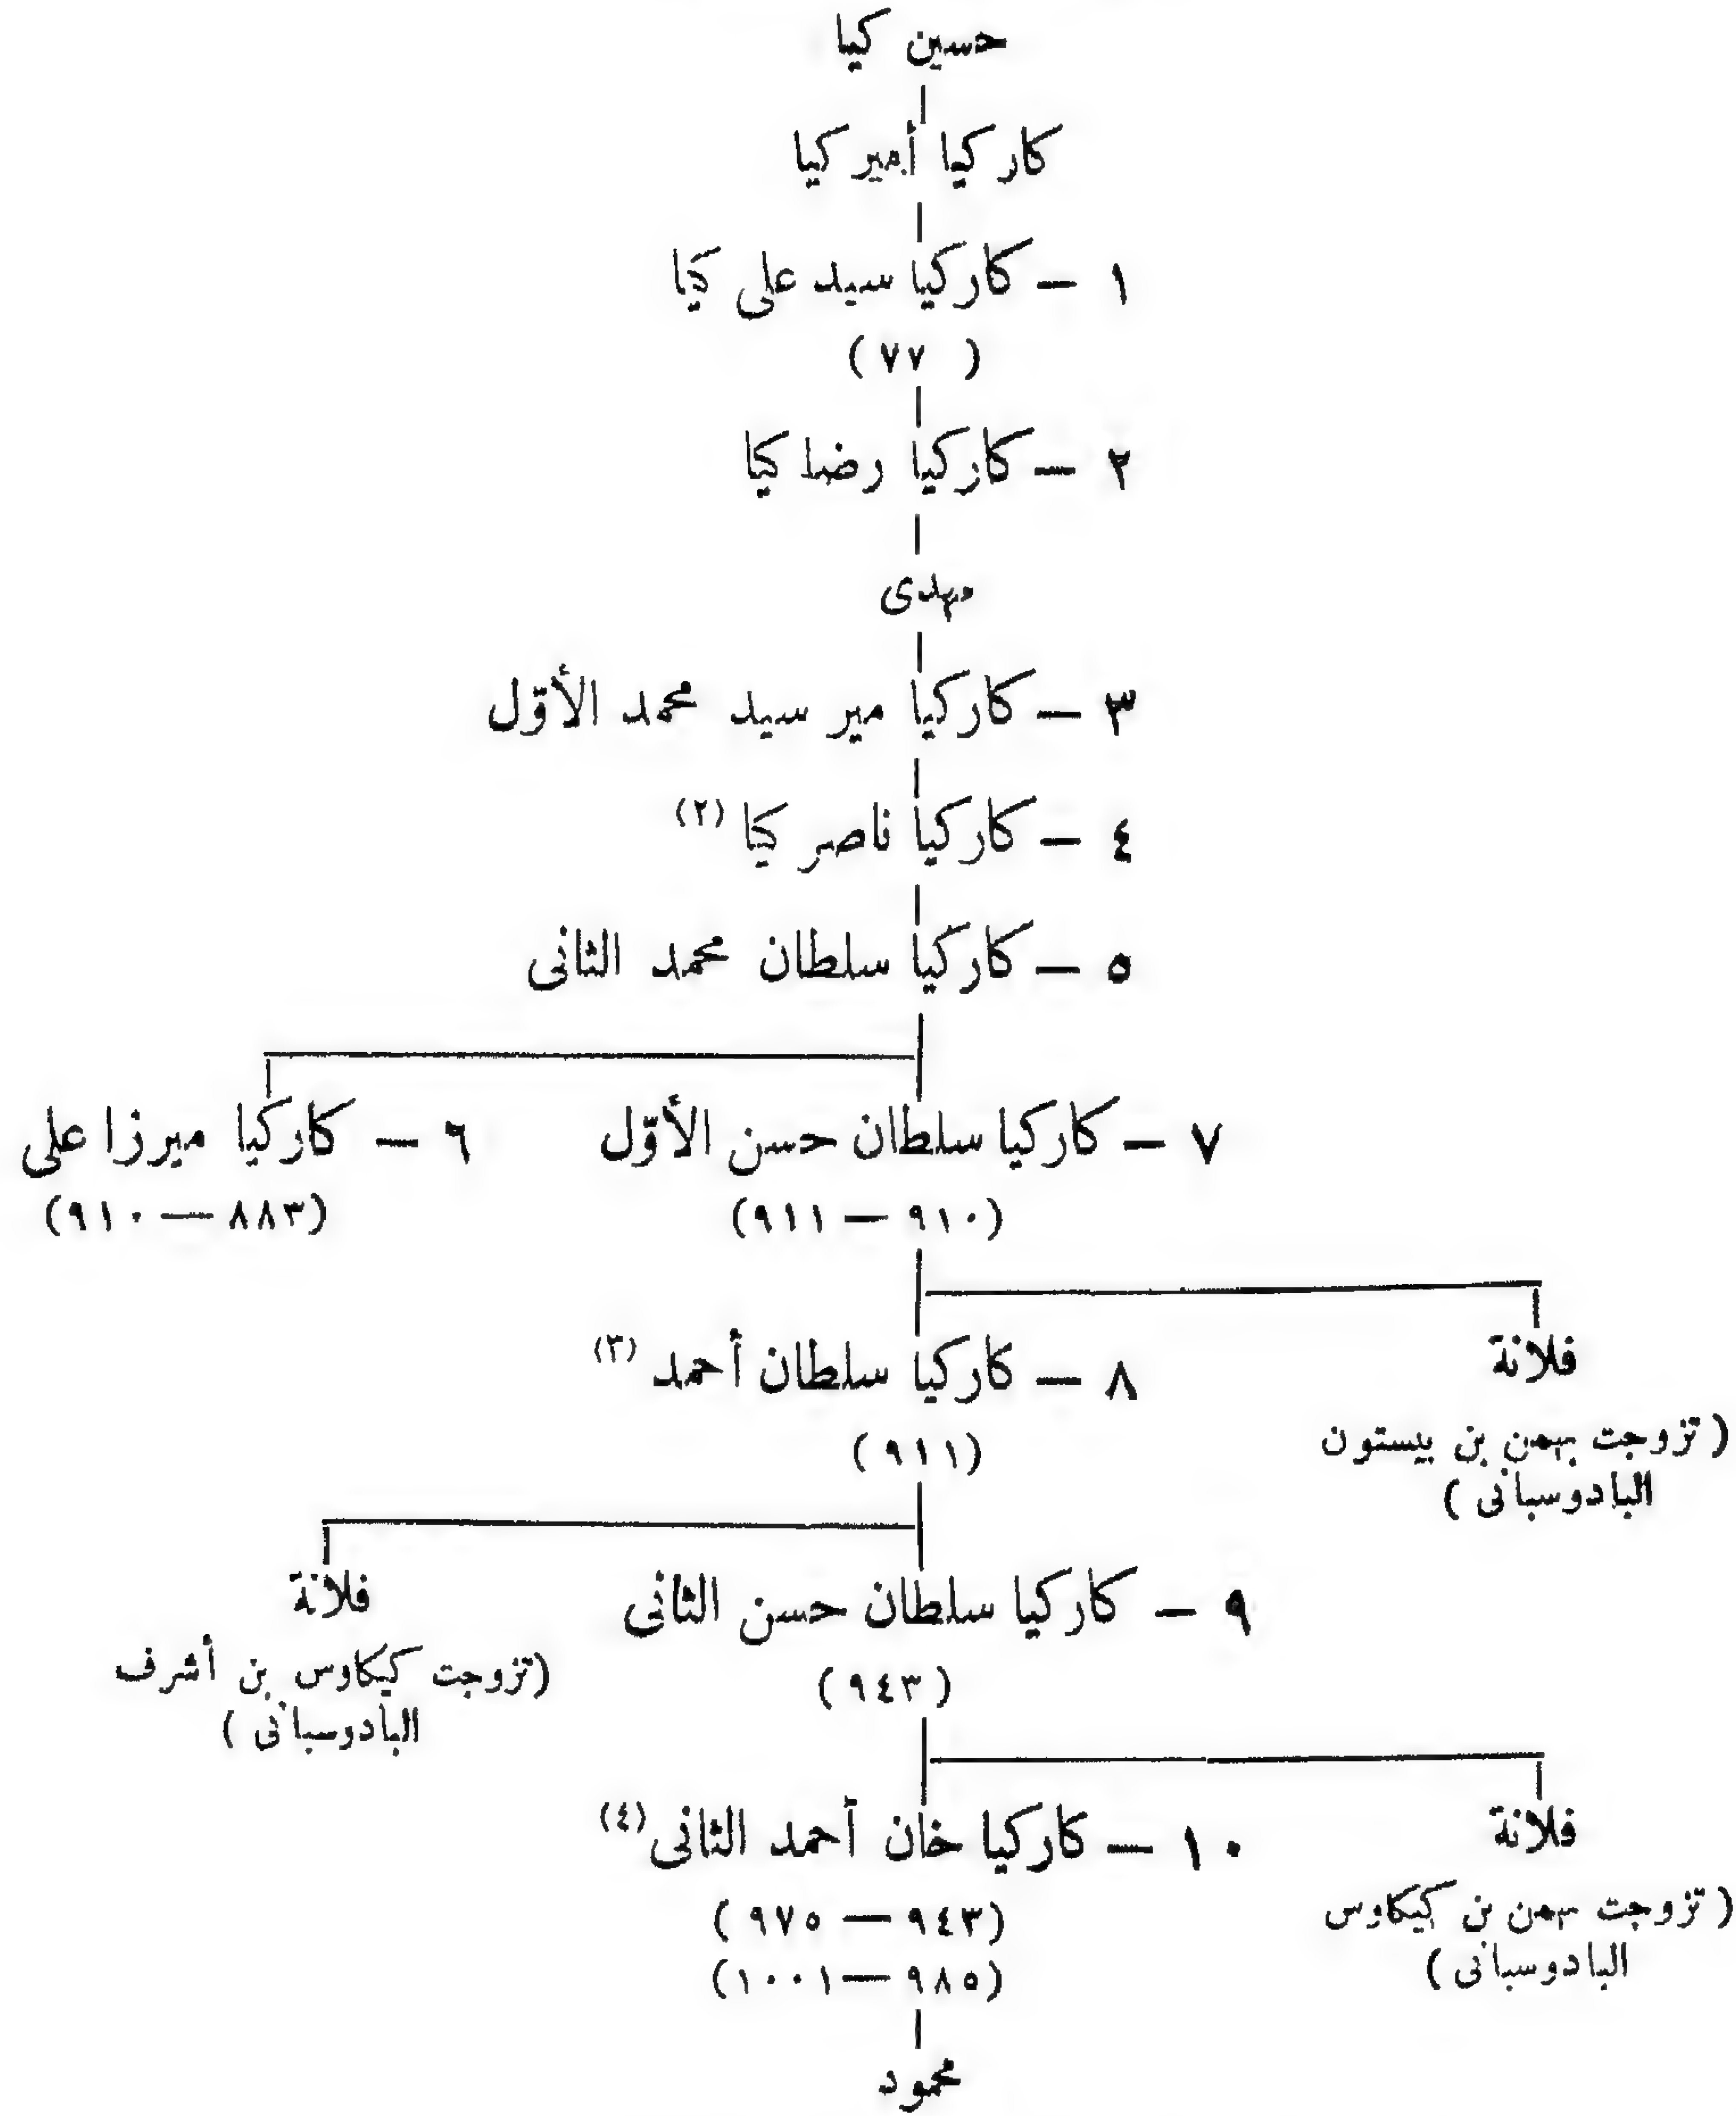 حسين كيا
كاركيا أمير كيا
١ — كاركيا سيد على كيا
( ٧٧ )
٢ — كاركيا رضا كيا
مهدى
٣ — كاركيا مير سيد محمد الأوّل
٤ — كاركيا ناصر كيا (٢)
٥ — كاركيا سلطان محمد الثانى
٧ — كاركيا سلطان حسن الأوّل
(٩١٠ — ٩١١)
٦ — كاركيا ميرزا على
(٨٨٣ — ٩١٠)
فلانة
( تزوجت بهمن بن بيستون
البادوسبانى )
٨ — كاركيا سلطان أحمد (٣)
(٩١١)
٩ — كاركيا سلطان حسن الثانى
(٩٤٣)
فلانة
(تزوجت كيكاوس بن أشرف
البادوسبانى )
فلانة
( تزوجت بهمن بن كيكاوس
البادوسبانى )
١٠ — كاركيا خان أحمد الثانى (٤)
(٩٤٣ — ٩٧٥ )
(٩٨٥ — ١٠٠١)
محمود